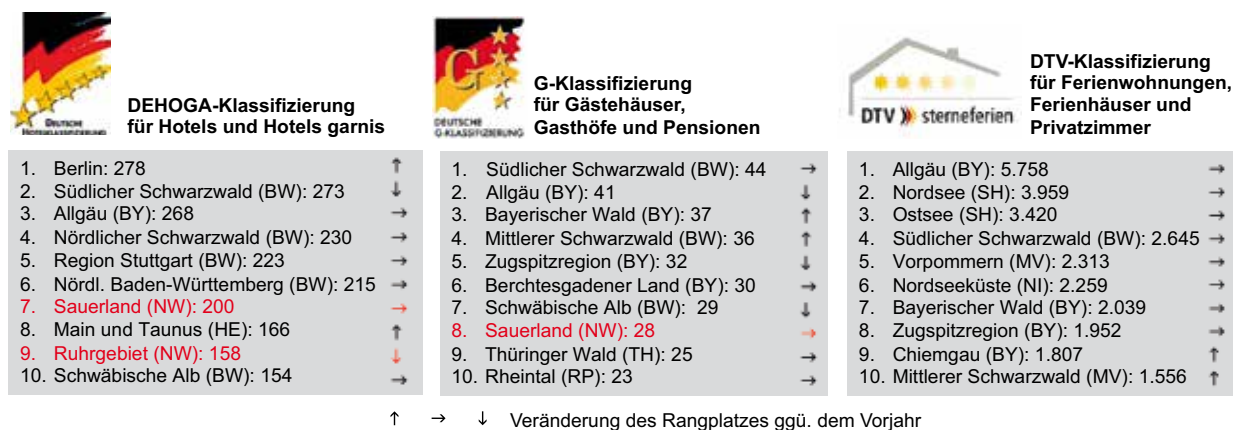 DEUTSCHE
HOTELKLASSIFIZIERUNG
DEHOGA-Klassifizierung
für Hotels und Hotels garnis
1. Berlin: 278 ↑
2. Südlicher Schwarzwald (BW): 273 ↓
3. Allgäu (BY): 268 →
4. Nördlicher Schwarzwald (BW): 230 →
5. Region Stuttgart (BW): 223 →
6. Nördl. Baden-Württemberg (BW): 215 →
7. Sauerland (NW): 200 →
8. Main und Taunus (HE): 166 ↑
9. Ruhrgebiet (NW): 158 ↓
10. Schwäbische Alb (BW): 154 →
G
DEUTSCHE
G-KLASSIFIZIERUNG
G-Klassifizierung
für Gästehäuser,
Gasthöfe und Pensionen
1. Südlicher Schwarzwald (BW): 44 →
2. Allgäu (BY): 41 ↓
3. Bayerischer Wald (BY): 37 ↑
4. Mittlerer Schwarzwald (BW): 36 ↑
5. Zugspitzregion (BY): 32 ↓
6. Berchtesgadener Land (BY): 30 →
7. Schwäbische Alb (BW): 29 ↓
8. Sauerland (NW): 28 →
9. Thüringer Wald (TH): 25 →
10. Rheintal (RP): 23 →
DTV sterneferien
DTV-Klassifizierung
für Ferienwohnungen,
Ferienhäuser und
Privatzimmer
1. Allgäu (BY): 5.758 →
2. Nordsee (SH): 3.959 →
3. Ostsee (SH): 3.420 →
4. Südlicher Schwarzwald (BW): 2.645 →
5. Vorpommern (MV): 2.313 →
6. Nordseeküste (NI): 2.259 →
7. Bayerischer Wald (BY): 2.039 →
8. Zugspitzregion (BY): 1.952 →
9. Chiemgau (BY): 1.807 ↑
10. Mittlerer Schwarzwald (MV): 1.556 ↑
↑ → ↓ Veränderung des Rangplatzes ggü. dem Vorjahr